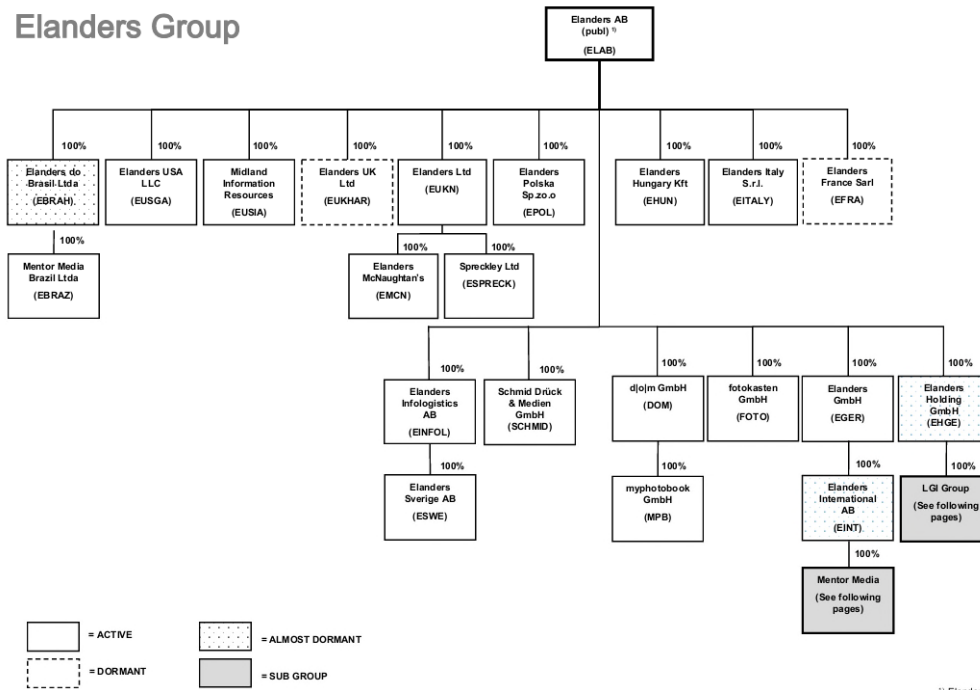 Elanders Group
Elanders AB
(publ) ¹⁾
(ELAB)
100%
100%
100%
100%
100%
100%
100%
100%
100%
Elanders do
Brasil Ltda
(EBRAH)
Elanders USA
LLC
(EUSGA)
Midland
Information
Resources
(EUSIA)
Elanders UK
Ltd
(EUKHAR)
Elanders Ltd
(EUKN)
Elanders
Polska
Sp.zo.o
(EPOL)
Elanders
Hungary Kft
(EHUN)
Elanders Italy
S.r.l.
(EITALY)
Elanders
France Sarl
(EFRA)
100%
100%
100%
Mentor Media
Brazil Ltda
(EBRAZ)
Elanders
McNaughtan's
(EMCN)
Spreckley Ltd
(ESPRECK)
100%
100%
100%
100%
100%
100%
Elanders
Infologistics
AB
(EINFOL)
Schmid Drück
& Medien
GmbH
(SCHMID)
d|o|m GmbH
(DOM)
fotokasten
GmbH
(FOTO)
Elanders
GmbH
(EGER)
Elanders
Holding
GmbH
(EHGE)
100%
100%
100%
100%
Elanders
Sverige AB
(ESWE)
myphotobook
GmbH
(MPB)
Elanders
International
AB
(EINT)
LGI Group
(See following
pages)
100%
Mentor Media
(See following
pages)
= ACTIVE
= ALMOST DORMANT
= DORMANT
= SUB GROUP